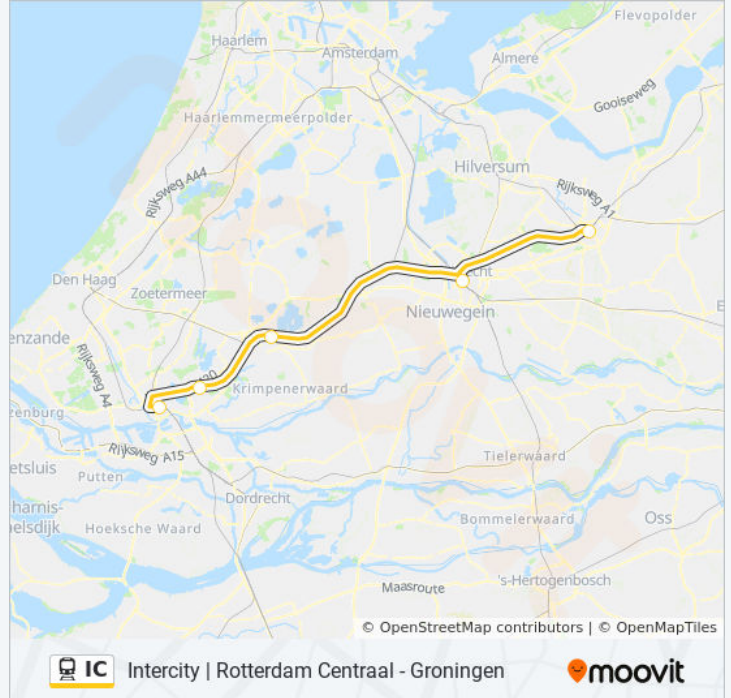 Flevopolder
Haarlem
Amsterdam
Almere
Gooiseweg
Haarlemmermeerpolder
Hilversum
Rijksweg A44
Rijksweg A1
Den Haag
Zoetermeer
echt
Nieuwegein
enzande
Rijksweg A4
Krimpenerwaard
zenburg
Rijksweg A15
Tielerwaard
etsluis
Putten
Dordrecht
harnis-
elsdijk
Hoeksche Waard
Bommelerwaard
Oss
Maasroute
's-Hertogenbosch
© OpenStreetMap contributors | © OpenMapTiles
IC Intercity | Rotterdam Centraal - Groningen moovit